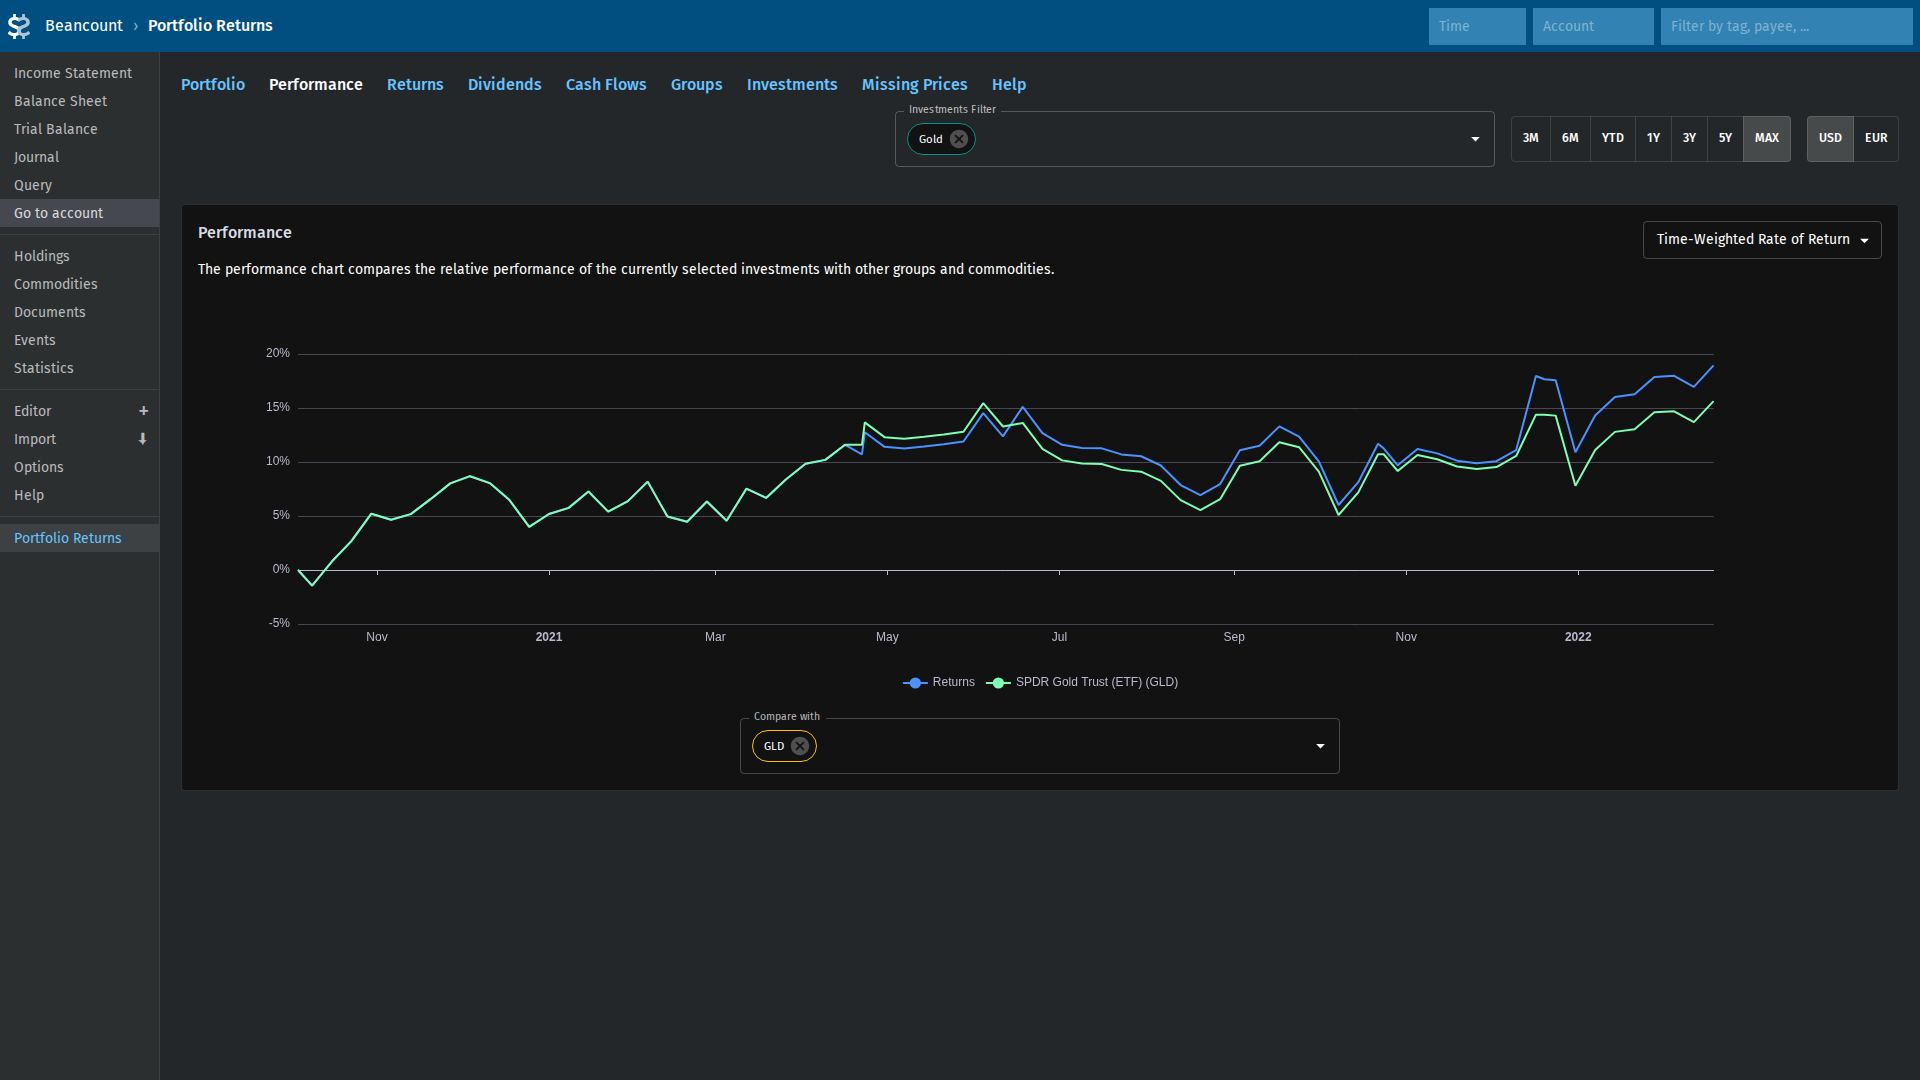 Beancount › Portfolio Returns
Time
Account
Filter by tag, payee, ...
Income Statement
Balance Sheet
Trial Balance
Journal
Query
Go to account
Holdings
Commodities
Documents
Events
Statistics
Editor +
Import
Options
Help
Portfolio Returns
Portfolio Performance Returns Dividends Cash Flows Groups Investments Missing Prices Help
Investments Filter
Gold
3M 6M YTD 1Y 3Y 5Y MAX
USD EUR
Performance
Time-Weighted Rate of Return
The performance chart compares the relative performance of the currently selected investments with other groups and commodities.
20%
15%
10%
5%
0%
-5%
Nov 2021 Mar May Jul Sep Nov 2022
Returns SPDR Gold Trust (ETF) (GLD)
Compare with
GLD